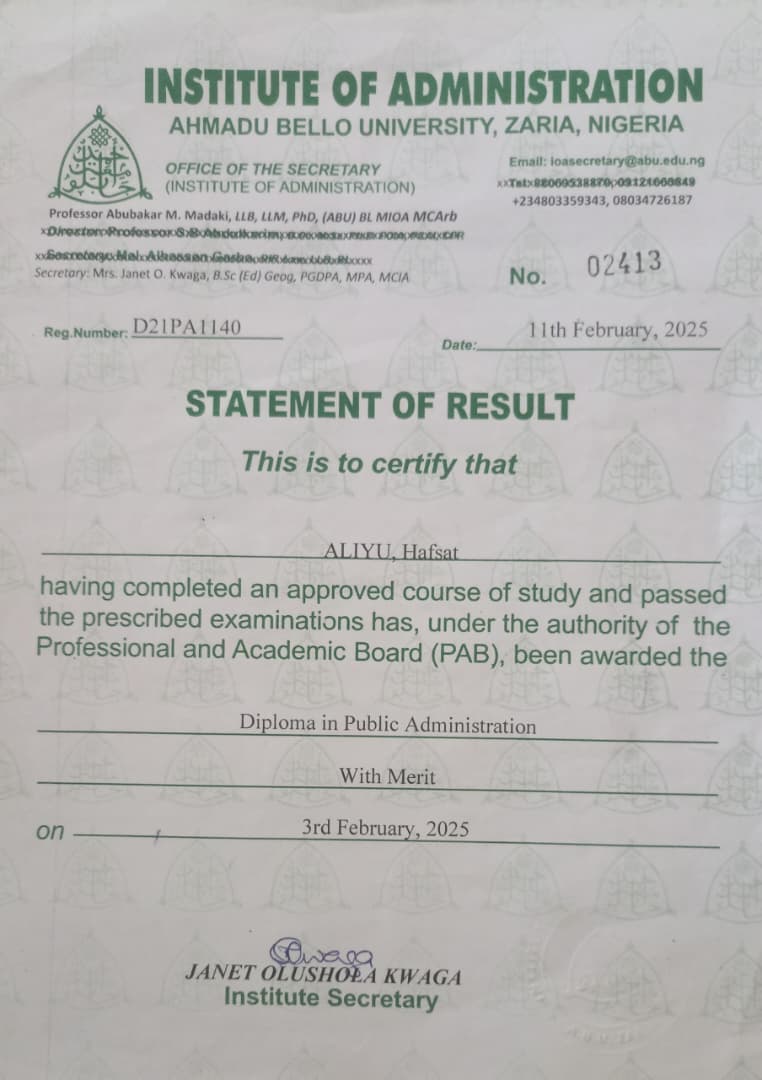 INSTITUTE OF ADMINISTRATION
AHMADU BELLO UNIVERSITY, ZARIA, NIGERIA
OFFICE OF THE SECRETARY
(INSTITUTE OF ADMINISTRATION)
Email: ioasecretary@abu.edu.ng
+234803359343, 08034726187
Professor Abubakar M. Madaki, LLB, LLM, PhD, (ABU) BL MIOA MCArb
Secretary: Mrs. Janet O. Kwaga, B.Sc (Ed) Geog, PGDPA, MPA, MCIA
No. 02413
Reg.Number: D21PA1140
Date: 11th February, 2025
STATEMENT OF RESULT
This is to certify that
ALIYU, Hafsat
having completed an approved course of study and passed
the prescribed examinations has, under the authority of the
Professional and Academic Board (PAB), been awarded the
Diploma in Public Administration
With Merit
on 3rd February, 2025
JANET OLUSHOLA KWAGA
Institute Secretary